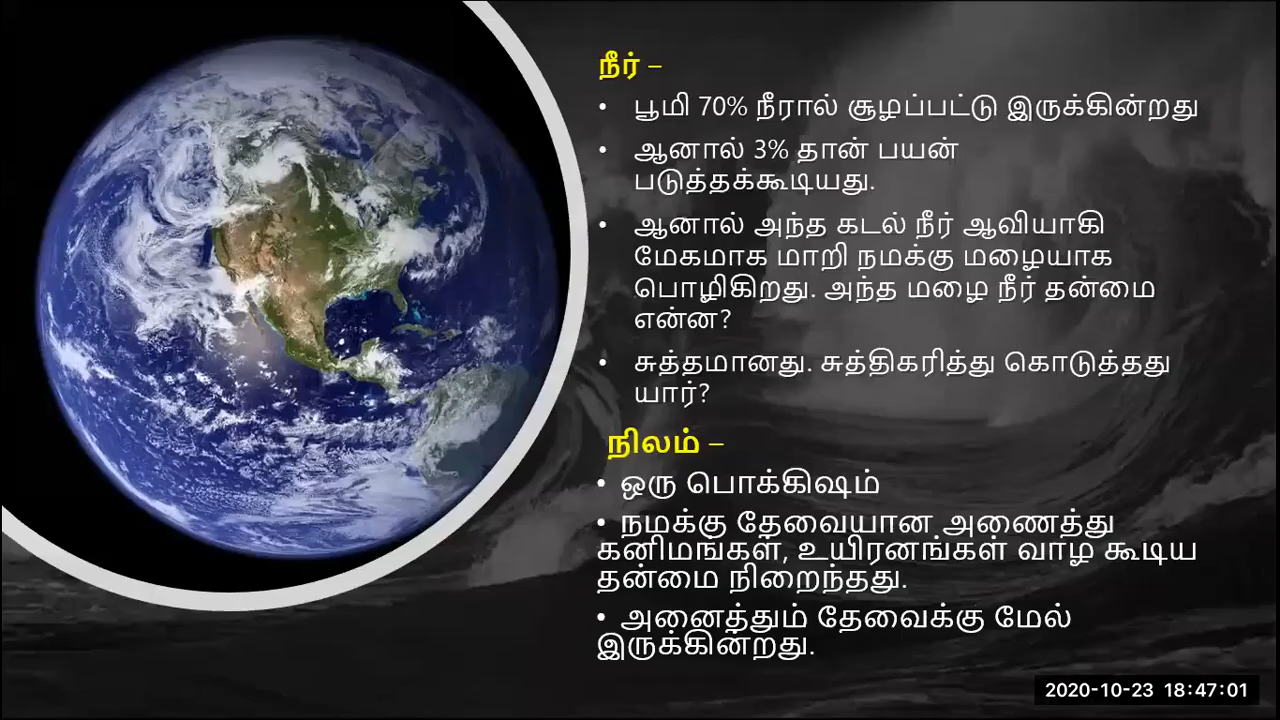 நீர் –
• பூமி 70% நீரால் சூழப்பட்டு இருக்கின்றது
• ஆனால் 3% தான் பயன்
படுத்தக்கூடியது.
• ஆனால் அந்த கடல் நீர் ஆவியாகி
மேகமாக மாறி நமக்கு மழையாக
பொழிகிறது. அந்த மழை நீர் தன்மை
என்ன?
• சுத்தமானது. சுத்திகரித்து கொடுத்தது
யார்?
நிலம் –
• ஒரு பொக்கிஷம்
• நமக்கு தேவையான அணைத்து
கனிமங்கள், உயிரனங்கள் வாழ கூடிய
தன்மை நிறைந்தது.
• அனைத்தும் தேவைக்கு மேல்
இருக்கின்றது.
2020-10-23 18:47:01